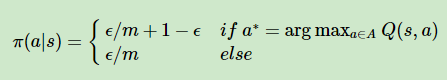 π(a|s) = { ϵ/m + 1 − ϵ if a* = arg max_{a∈A} Q(s, a)
ϵ/m else